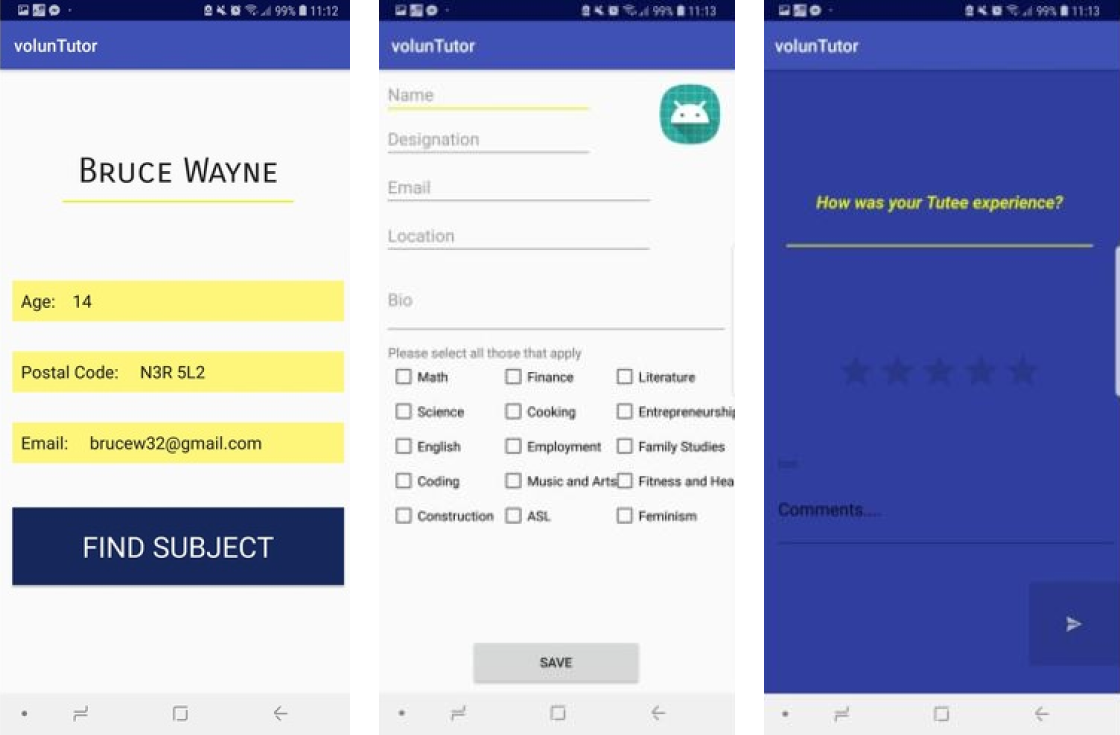 99% 11:12
volunTutor
Bruce Wayne
Age: 14
Postal Code: N3R 5L2
Email: brucew32@gmail.com
FIND SUBJECT
99% 11:13
volunTutor
Name
Designation
Email
Location
Bio
Please select all those that apply
Math Finance Literature
Science Cooking Entrepreneurship
English Employment Family Studies
Coding Music and Arts Fitness and Hea
Construction ASL Feminism
SAVE
99% 11:13
volunTutor
How was your Tutee experience?
Comments....